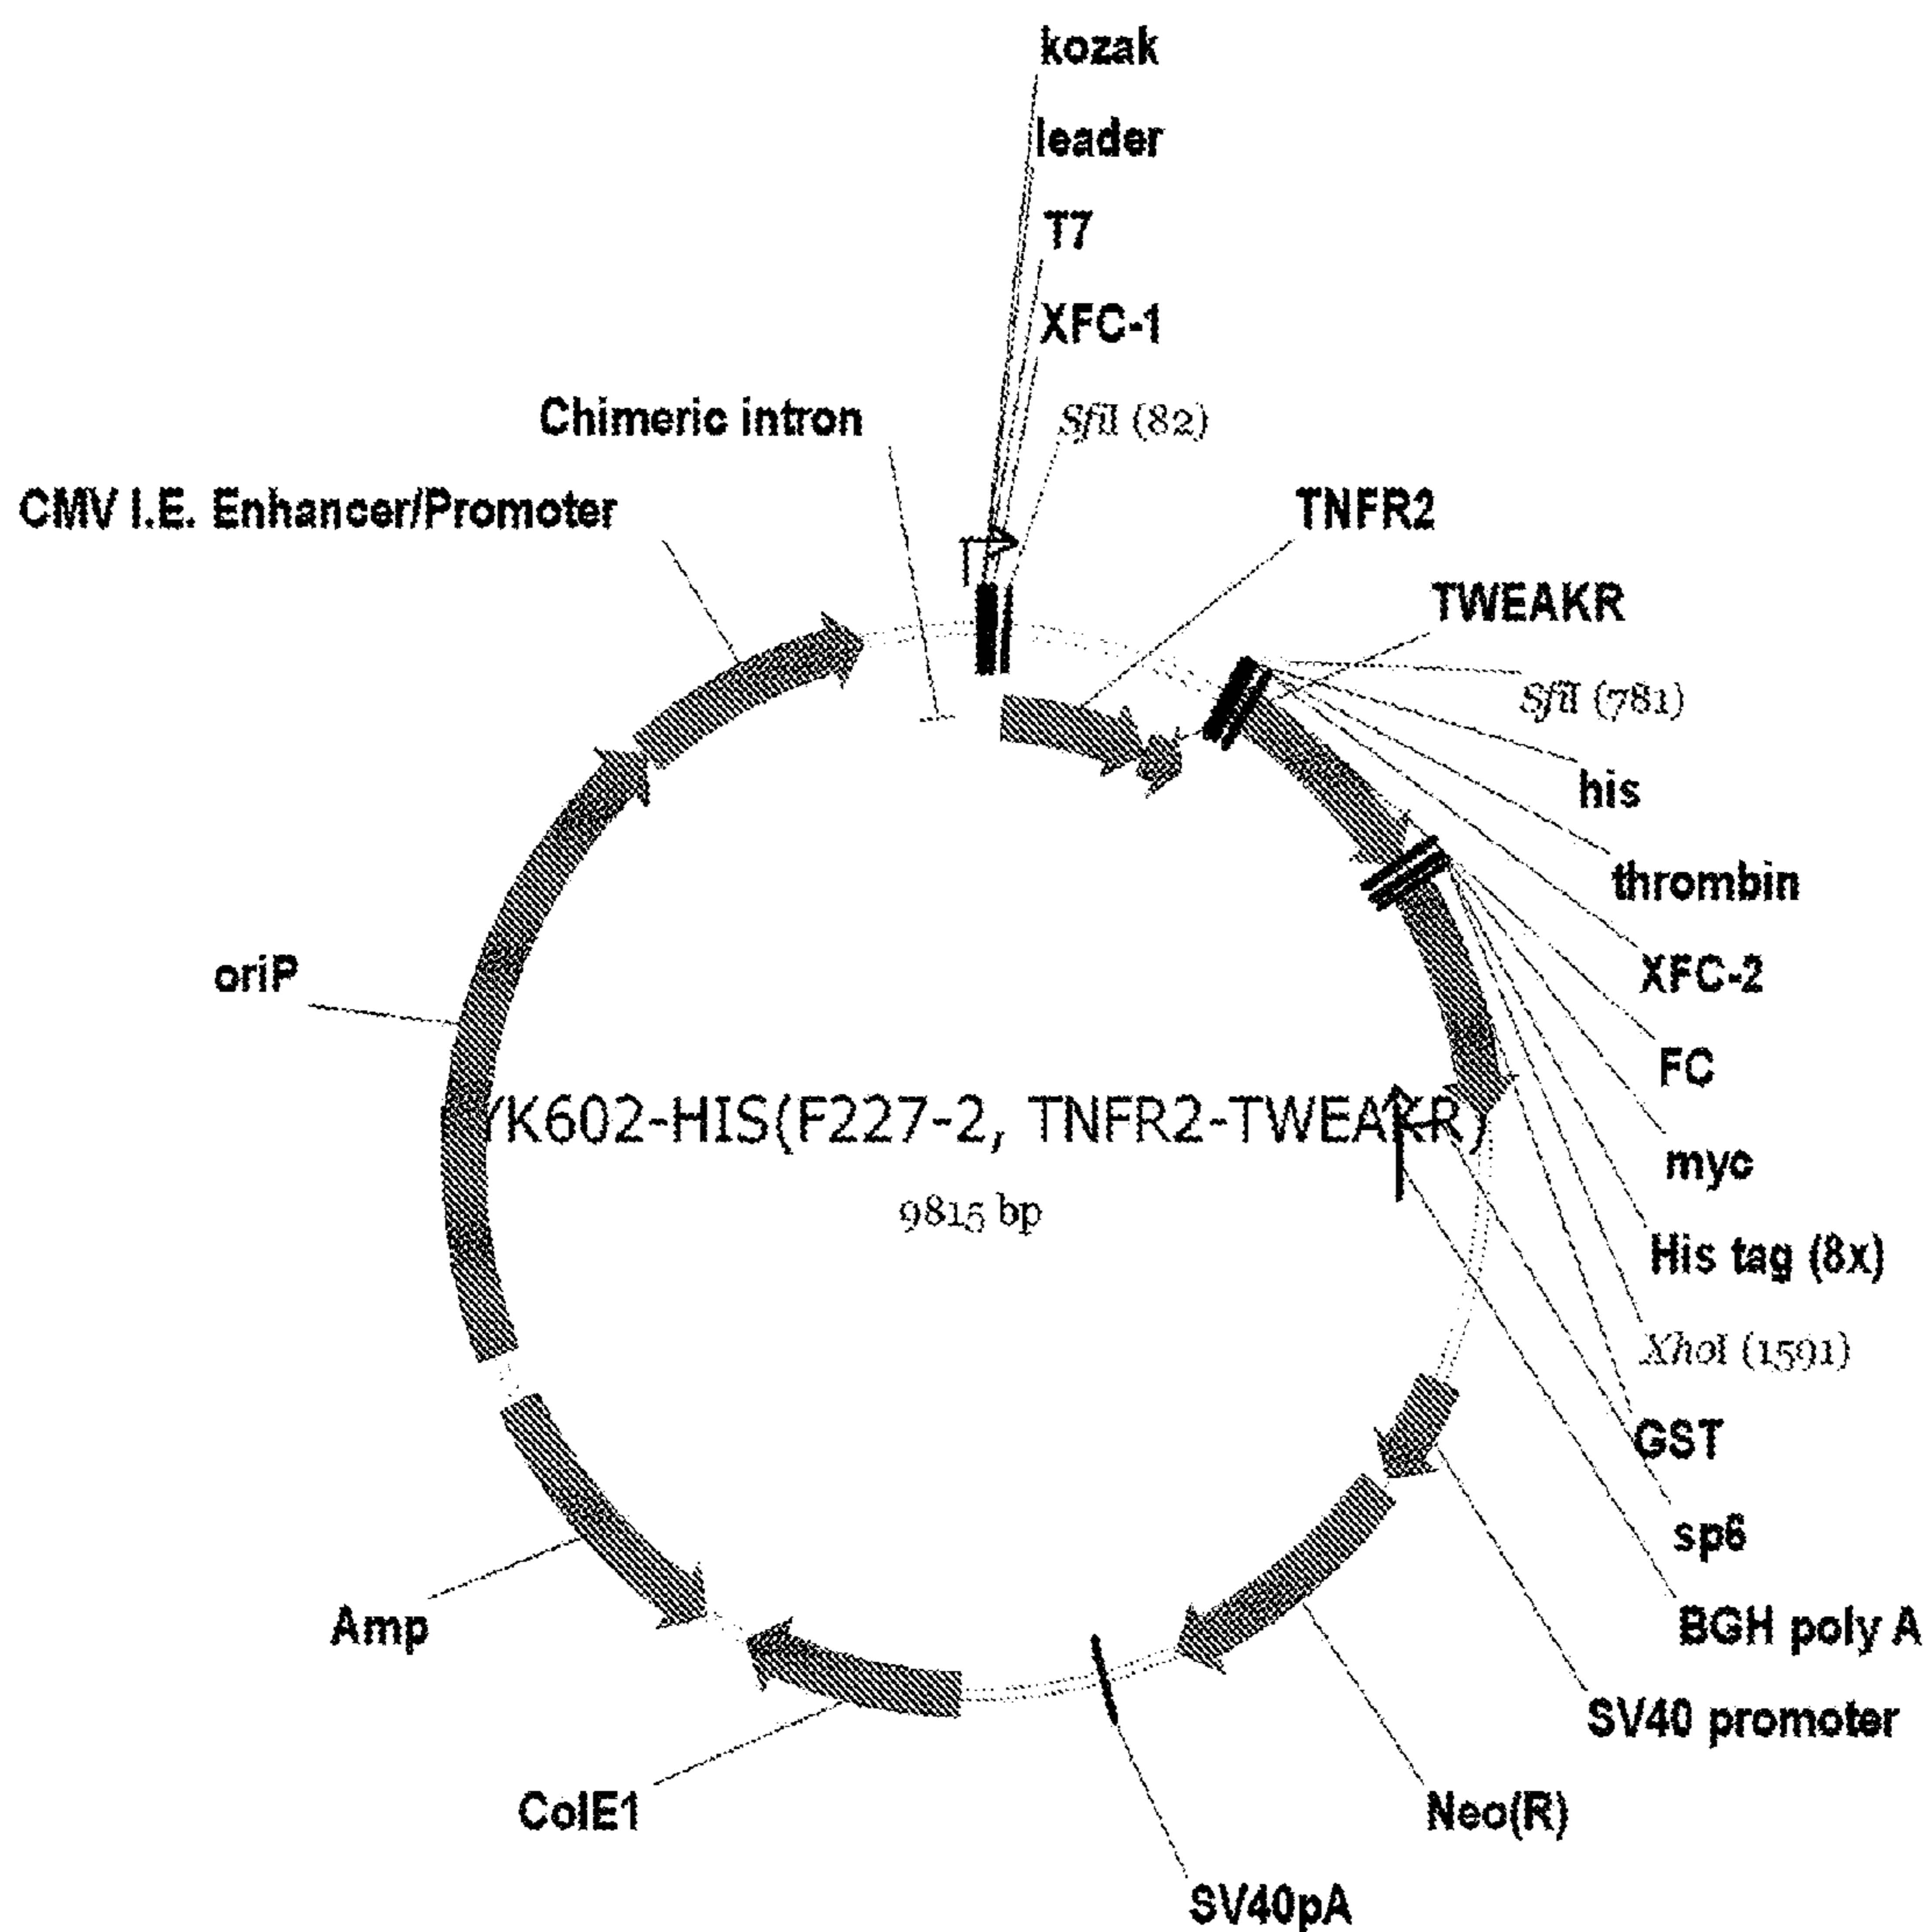 kozak
leader
T7
XFC-1
SfiI (82)
Chimeric intron
CMV I.E. Enhancer/Promoter
TNFR2
TWEAKR
SfiI (781)
his
thrombin
oriP
XFC-2
FC
YK602-HIS(F227-2, TNFR2-TWEAKR)
myc
9815 bp
His tag (8x)
XhoI (1591)
GST
sp6
Amp
BGH poly A
SV40 promoter
ColE1
Neo(R)
SV40pA